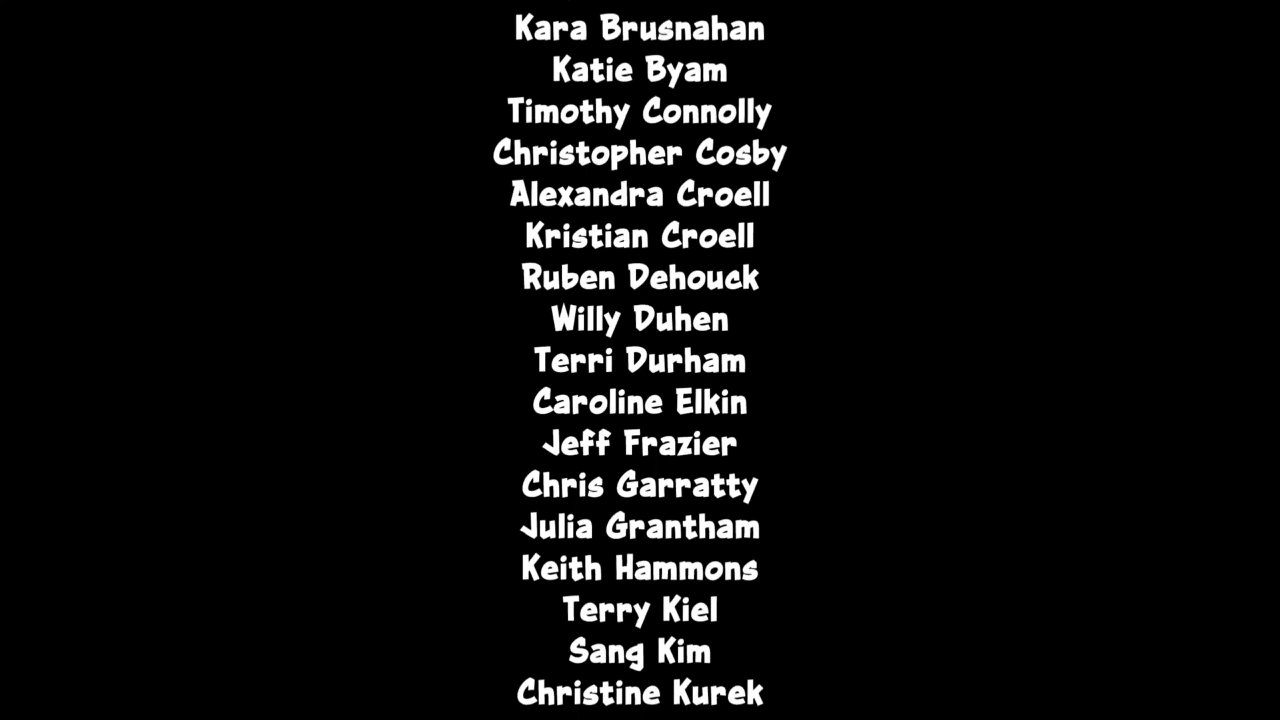 Kara Brusnahan
Katie Byam
Timothy Connolly
Christopher Cosby
Alexandra Croell
Kristian Croell
Ruben Dehouck
Willy Duhen
Terri Durham
Caroline Elkin
Jeff Frazier
Chris Garratty
Julia Grantham
Keith Hammons
Terry Kiel
Sang Kim
Christine Kurek